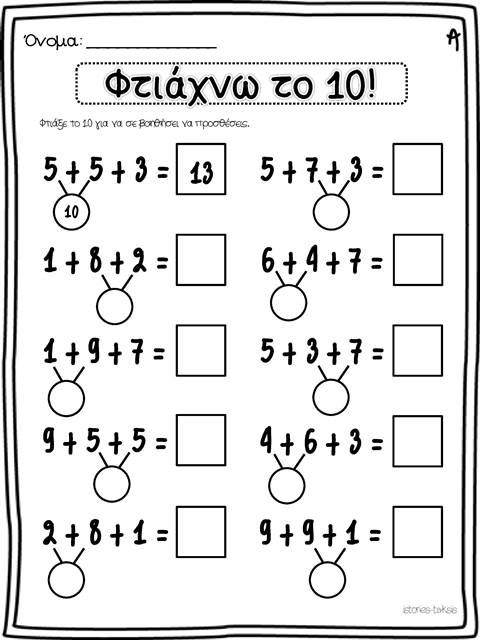 Όνομα: _______________ Α
Φτιάχνω το 10!
Φτιάξε το 10 για να σε βοηθήσει να προσθέσεις.
5 + 5 + 3 = 13
10
5 + 7 + 3 =
1 + 8 + 2 =
6 + 4 + 7 =
1 + 9 + 7 =
5 + 3 + 7 =
9 + 5 + 5 =
4 + 6 + 3 =
2 + 8 + 1 =
9 + 9 + 1 =
istories-taksis